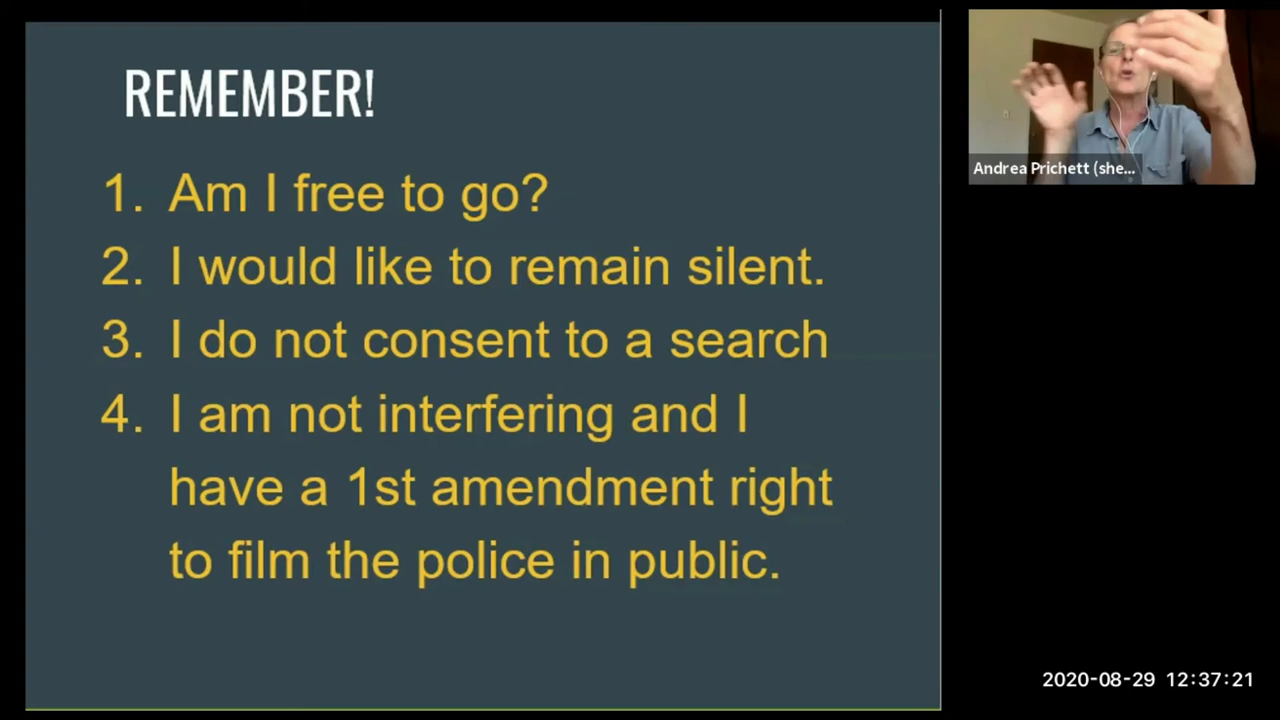 REMEMBER!
1. Am I free to go?
2. I would like to remain silent.
3. I do not consent to a search
4. I am not interfering and I
have a 1st amendment right
to film the police in public.
Andrea Prichett (she...
2020-08-29 12:37:21